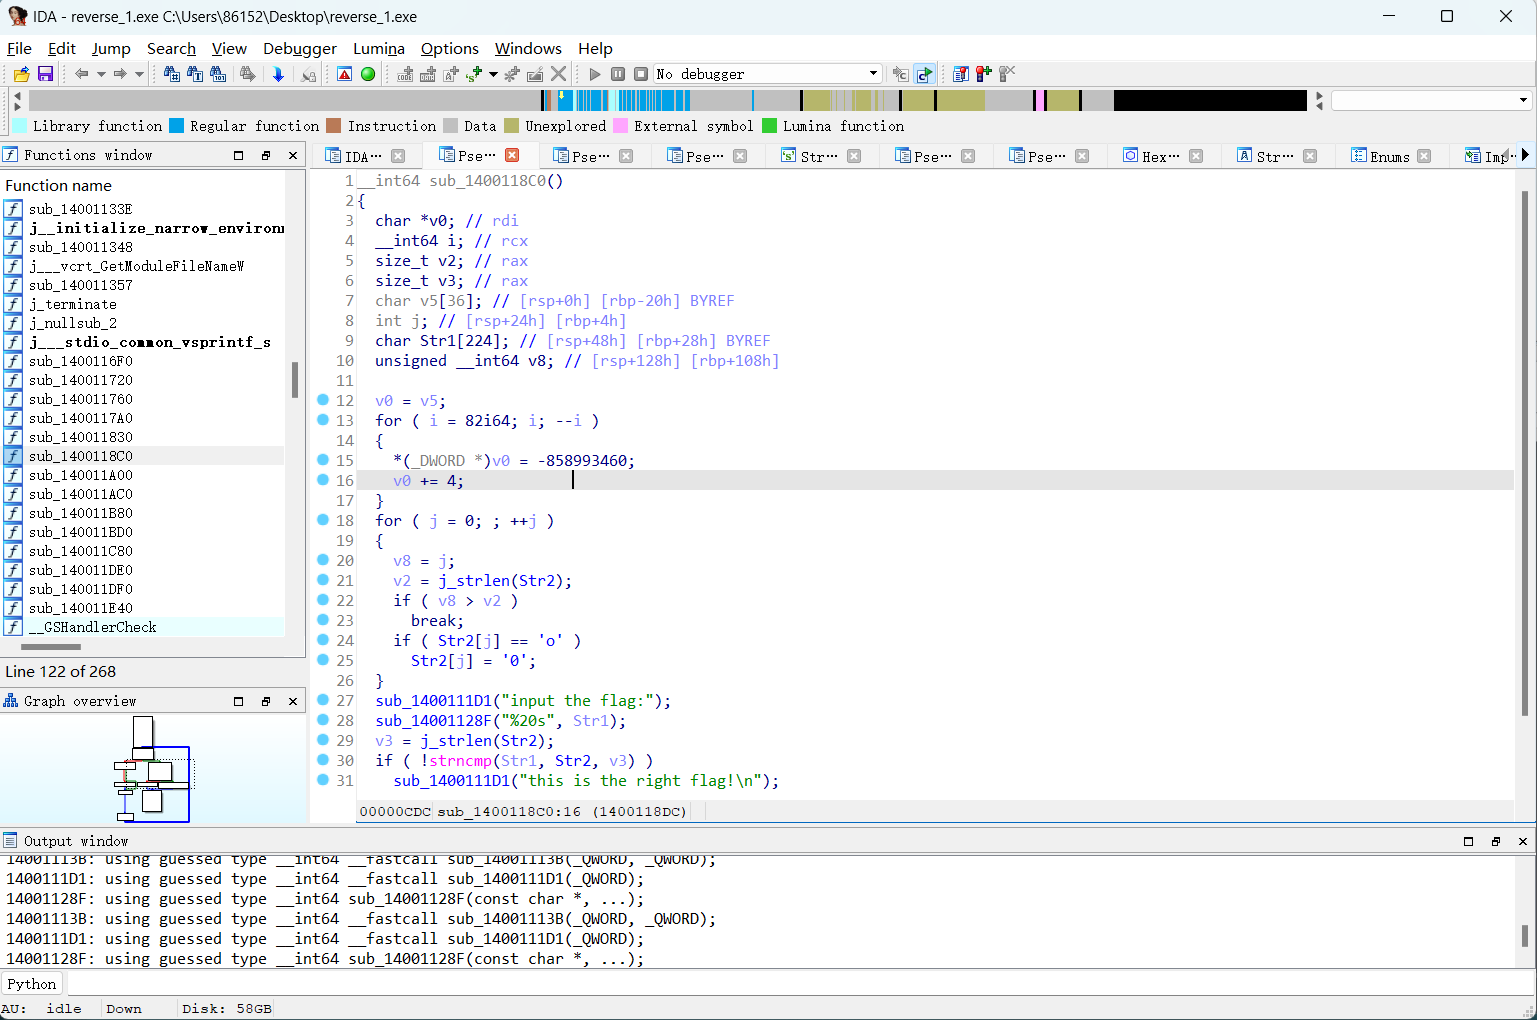 IDA - reverse_1.exe C:\Users\86152\Desktop\reverse_1.exe
File Edit Jump Search View Debugger Lumina Options Windows Help
No debugger
Library function Regular function Instruction Data Unexplored External symbol Lumina function
Functions window
IDA··· Pse··· Pse··· Pse··· Str··· Pse··· Pse··· Hex··· Str··· Enums Imp
Function name
sub_14001133E
j__initialize_narrow_environ
sub_140011348
j___vcrt_GetModuleFileNameW
sub_140011357
j_terminate
j_nullsub_2
j___stdio_common_vsprintf_s
sub_1400116F0
sub_140011720
sub_140011760
sub_1400117A0
sub_140011830
sub_1400118C0
sub_140011A00
sub_140011AC0
sub_140011B80
sub_140011BD0
sub_140011C80
sub_140011DE0
sub_140011DF0
sub_140011E40
__GSHandlerCheck
Line 122 of 268
Graph overview
1 __int64 sub_1400118C0()
2 {
3 char *v0; // rdi
4 __int64 i; // rcx
5 size_t v2; // rax
6 size_t v3; // rax
7 char v5[36]; // [rsp+0h] [rbp-20h] BYREF
8 int j; // [rsp+24h] [rbp+4h]
9 char Str1[224]; // [rsp+48h] [rbp+28h] BYREF
10 unsigned __int64 v8; // [rsp+128h] [rbp+108h]
11
12 v0 = v5;
13 for ( i = 82i64; i; --i )
14 {
15 *(_DWORD *)v0 = -858993460;
16 v0 += 4;
17 }
18 for ( j = 0; ; ++j )
19 {
20 v8 = j;
21 v2 = j_strlen(Str2);
22 if ( v8 > v2 )
23 break;
24 if ( Str2[j] == 'o' )
25 Str2[j] = '0';
26 }
27 sub_1400111D1("input the flag:");
28 sub_14001128F("%20s", Str1);
29 v3 = j_strlen(Str2);
30 if ( !strncmp(Str1, Str2, v3) )
31 sub_1400111D1("this is the right flag!\n");
00000CDC sub_1400118C0:16 (1400118DC)
Output window
14001113B: using guessed type __int64 __fastcall sub_14001113B(_QWORD, _QWORD);
1400111D1: using guessed type __int64 __fastcall sub_1400111D1(_QWORD);
14001128F: using guessed type __int64 sub_14001128F(const char *, ...);
14001113B: using guessed type __int64 __fastcall sub_14001113B(_QWORD, _QWORD);
1400111D1: using guessed type __int64 __fastcall sub_1400111D1(_QWORD);
14001128F: using guessed type __int64 sub_14001128F(const char *, ...);
Python
AU: idle Down Disk: 58GB